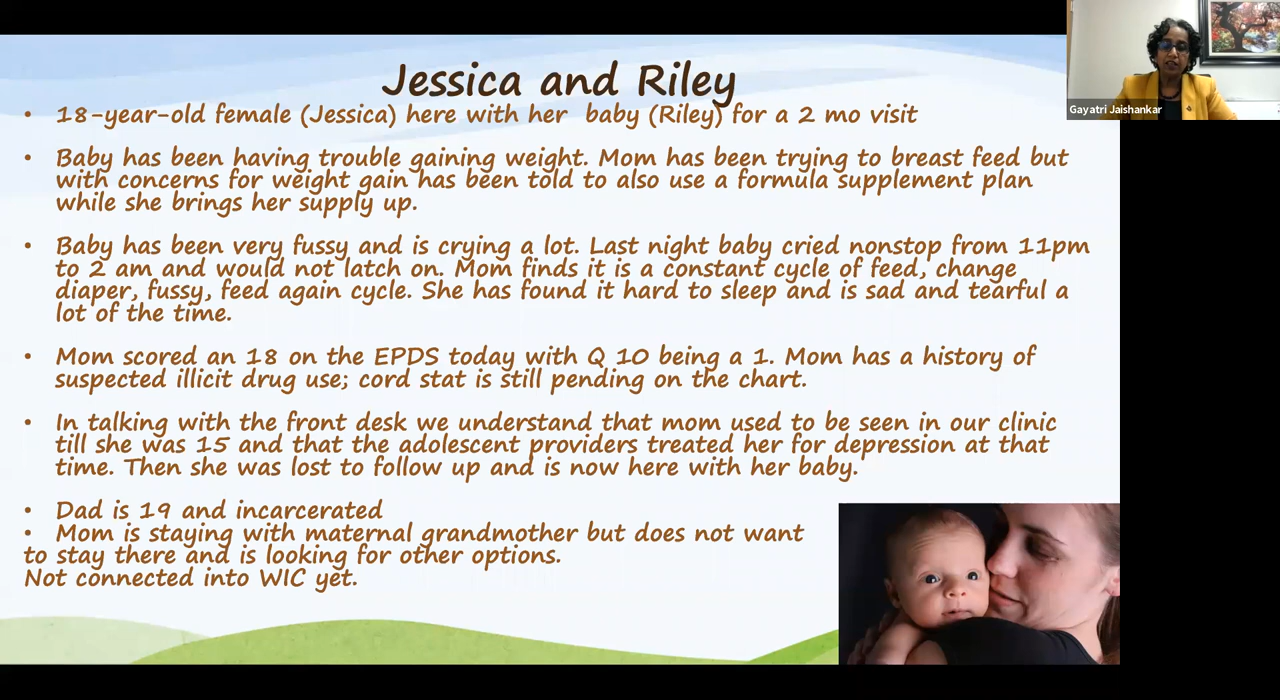 Jessica and Riley
Gayatri Jaishankar
• 18-year-old female (Jessica) here with her baby (Riley) for a 2 mo visit
• Baby has been having trouble gaining weight. Mom has been trying to breast feed but
with concerns for weight gain has been told to also use a formula supplement plan
while she brings her supply up.
• Baby has been very fussy and is crying a lot. Last night baby cried nonstop from 11pm
to 2 am and would not latch on. Mom finds it is a constant cycle of feed, change
diaper, fussy, feed again cycle. She has found it hard to sleep and is sad and tearful a
lot of the time.
• Mom scored an 18 on the EPDS today with Q 10 being a 1. Mom has a history of
suspected illicit drug use; cord stat is still pending on the chart.
• In talking with the front desk we understand that mom used to be seen in our clinic
till she was 15 and that the adolescent providers treated her for depression at that
time. Then she was lost to follow up and is now here with her baby.
• Dad is 19 and incarcerated
• Mom is staying with maternal grandmother but does not want
to stay there and is looking for other options.
Not connected into WIC yet.